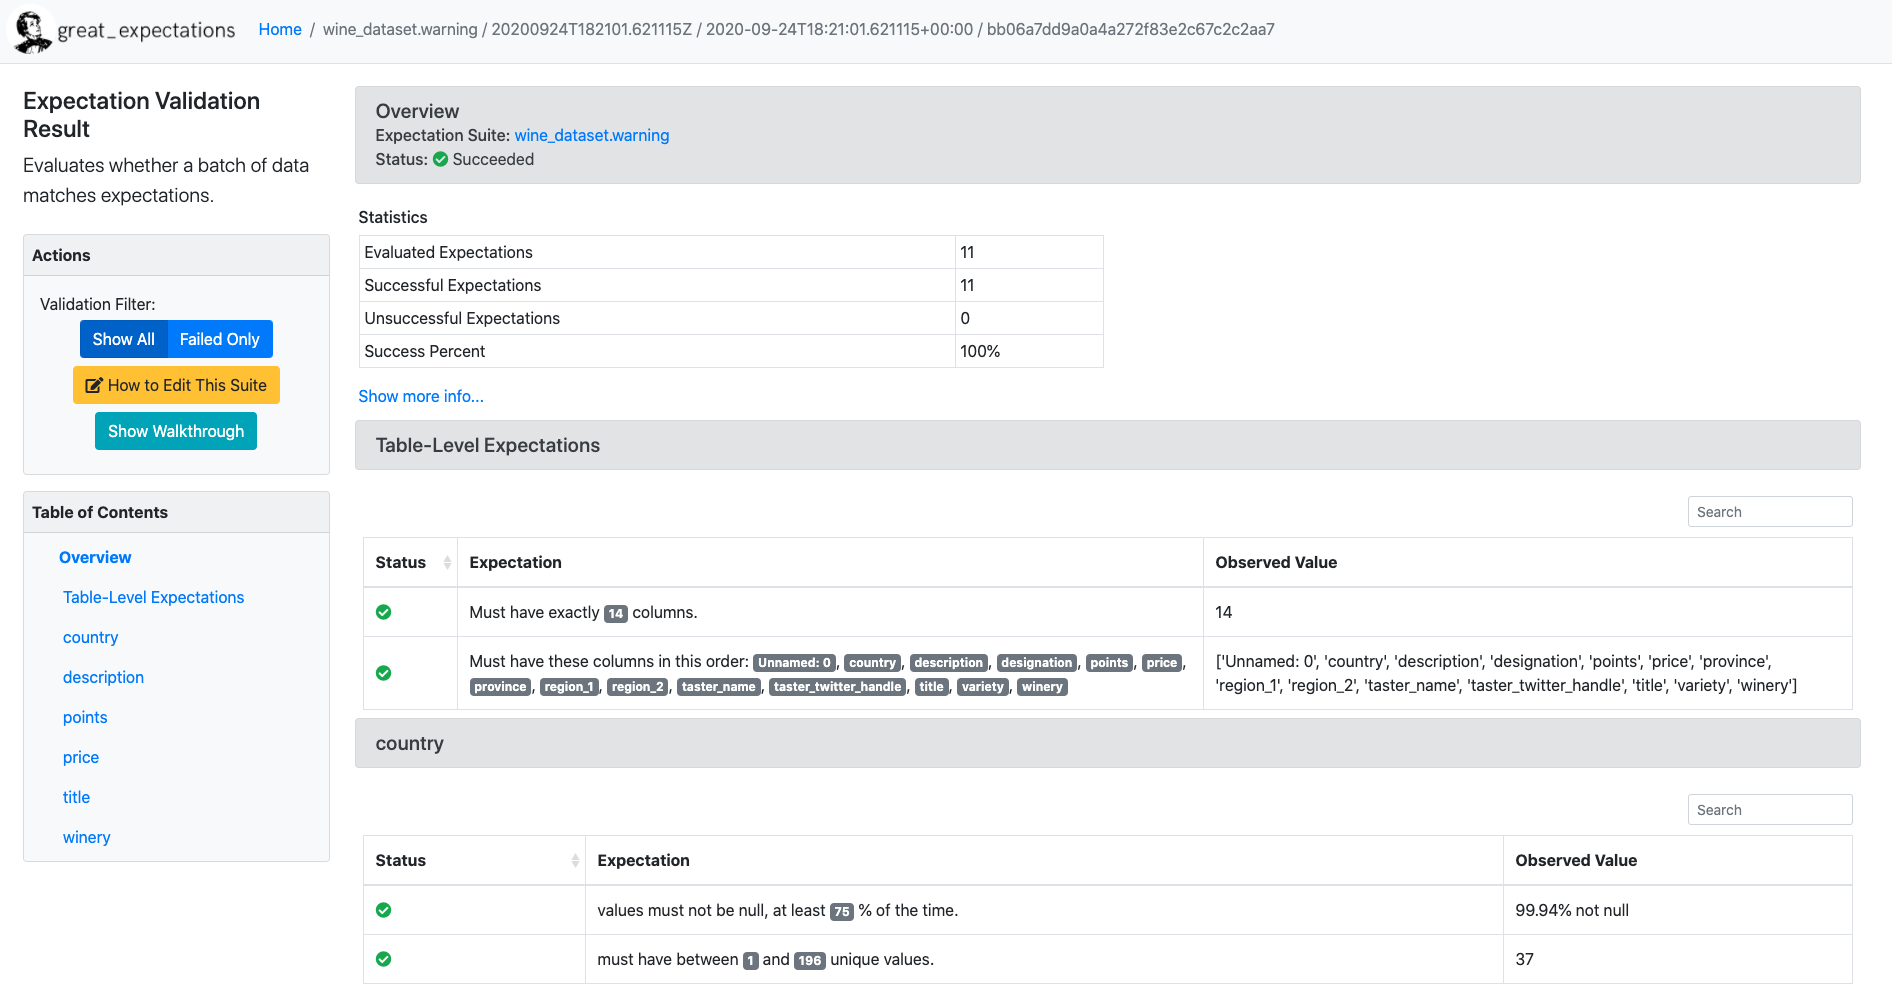 great_expectations Home / wine_dataset.warning / 20200924T182101.621115Z / 2020-09-24T18:21:01.621115+00:00 / bb06a7dd9a0a4a272f83e2c67c2c2aa7
Expectation Validation
Result
Evaluates whether a batch of data
matches expectations.
Actions
Validation Filter:
Show All Failed Only
How to Edit This Suite
Show Walkthrough
Table of Contents
Overview
Table-Level Expectations
country
description
points
price
title
winery
Overview
Expectation Suite: wine_dataset.warning
Status: Succeeded
Statistics
Evaluated Expectations 11
Successful Expectations 11
Unsuccessful Expectations 0
Success Percent 100%
Show more info...
Table-Level Expectations
Search
Status Expectation Observed Value
Must have exactly 14 columns. 14
Must have these columns in this order: Unnamed: 0, country, description, designation, points, price,
province, region_1, region_2, taster_name, taster_twitter_handle, title, variety, winery
['Unnamed: 0', 'country', 'description', 'designation', 'points', 'price', 'province',
'region_1', 'region_2', 'taster_name', 'taster_twitter_handle', 'title', 'variety', 'winery']
country
Search
Status Expectation Observed Value
values must not be null, at least 75 % of the time. 99.94% not null
must have between 1 and 196 unique values. 37